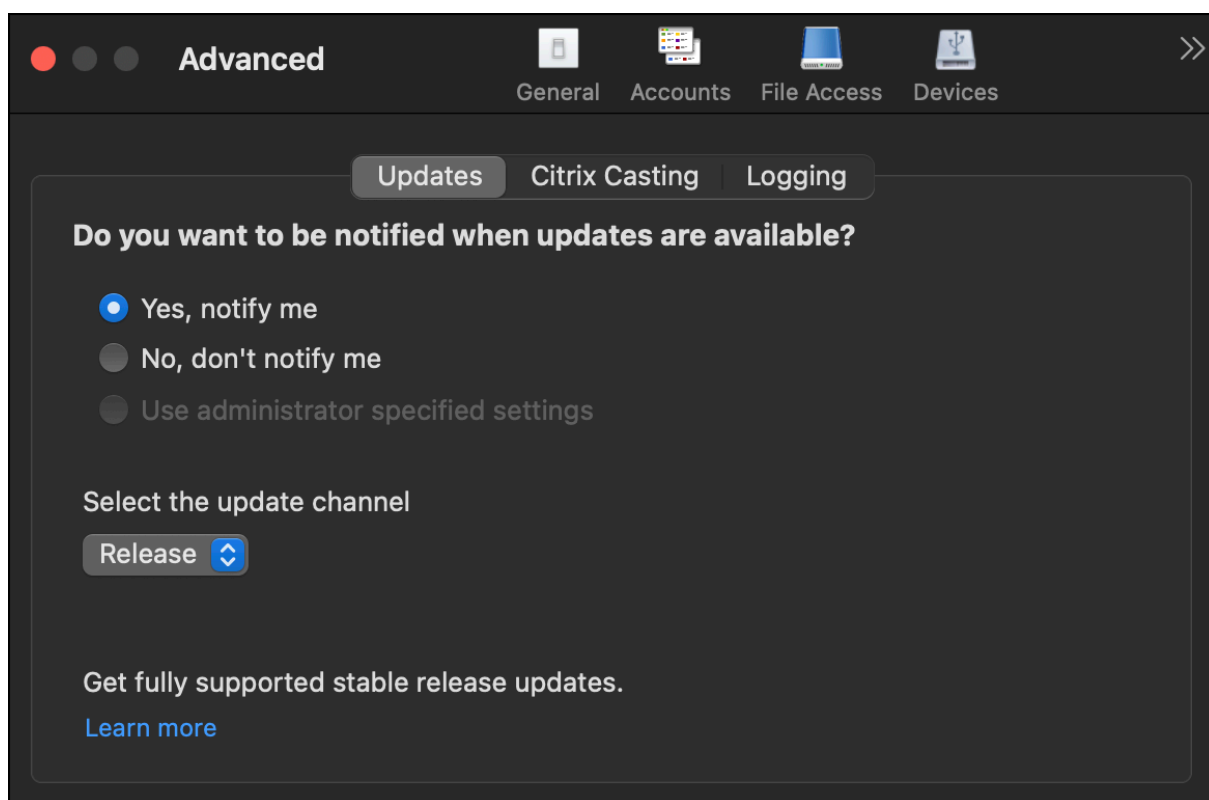 Advanced
General Accounts File Access Devices
Updates Citrix Casting Logging
Do you want to be notified when updates are available?
Yes, notify me
No, don't notify me
Use administrator specified settings
Select the update channel
Release
Get fully supported stable release updates.
Learn more